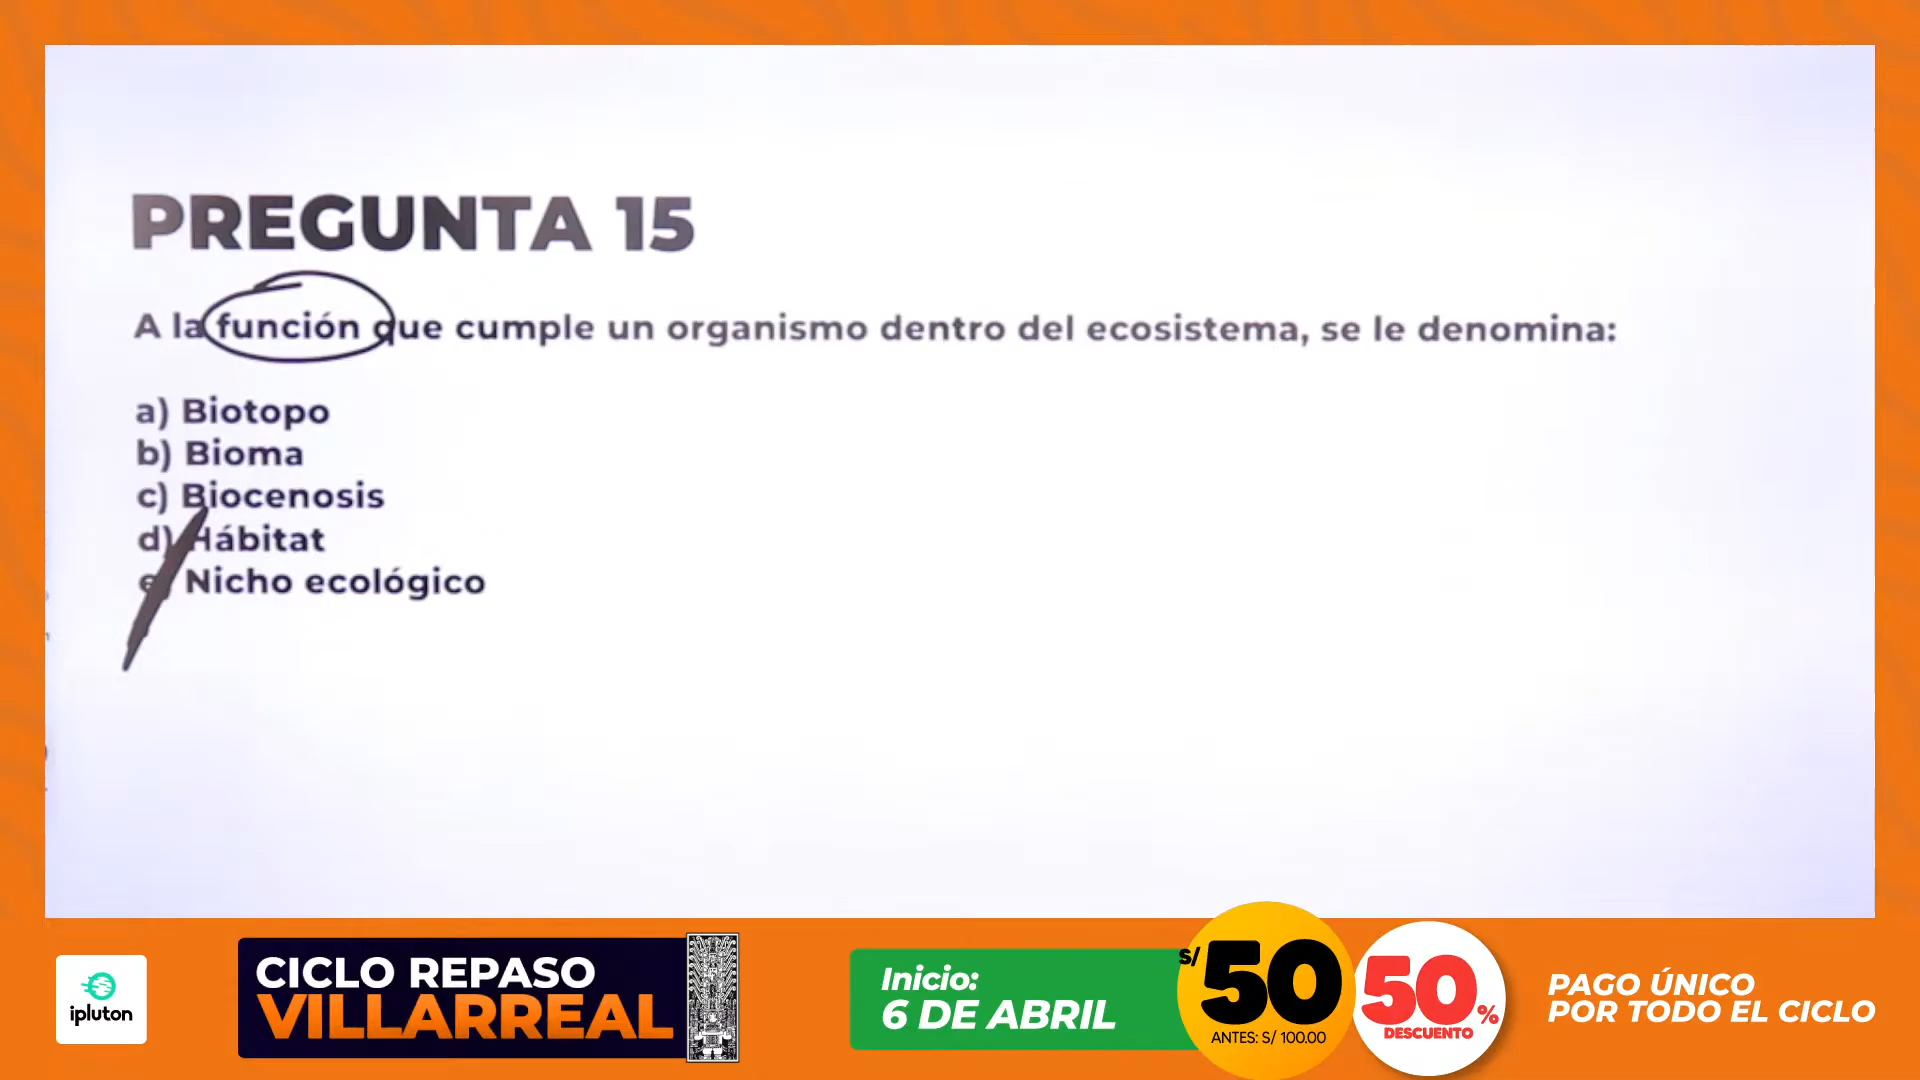 PREGUNTA 15
A la función que cumple un organismo dentro del ecosistema, se le denomina:
a) Biotopo
b) Bioma
c) Biocenosis
d) Hábitat
e) Nicho ecológico
ipluton
CICLO REPASO
VILLARREAL
Inicio:
6 DE ABRIL
S/ 50
ANTES: S/ 100.00
50%
DESCUENTO
PAGO ÚNICO
POR TODO EL CICLO